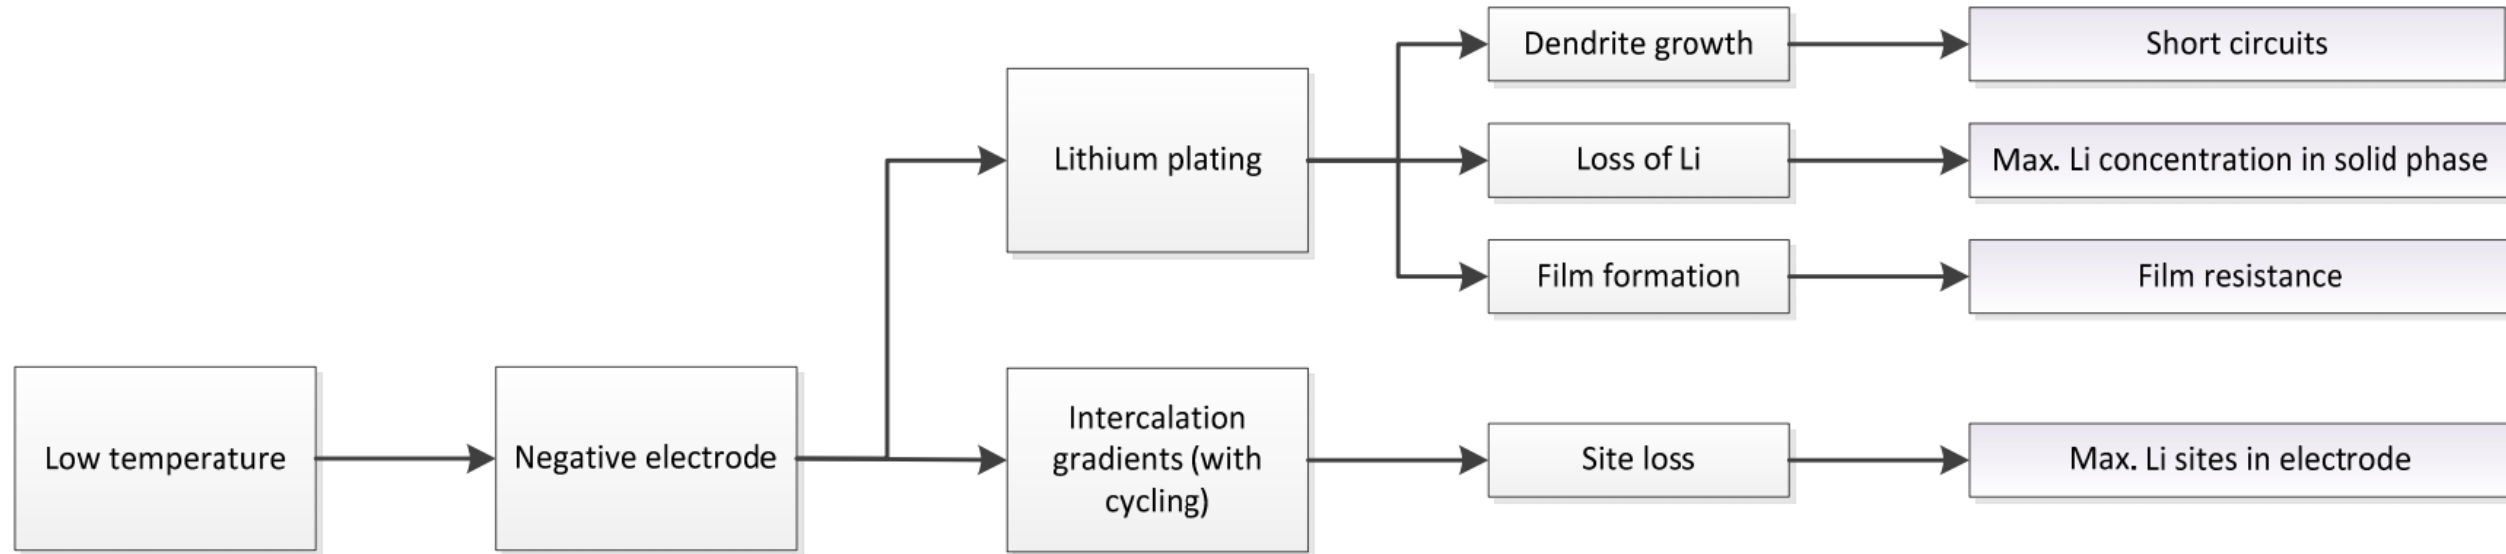 Dendrite growth
Short circuits
Lithium plating
Loss of Li
Max. Li concentration in solid phase
Film formation
Film resistance
Low temperature
Negative electrode
Intercalation
gradients (with
cycling)
Site loss
Max. Li sites in electrode